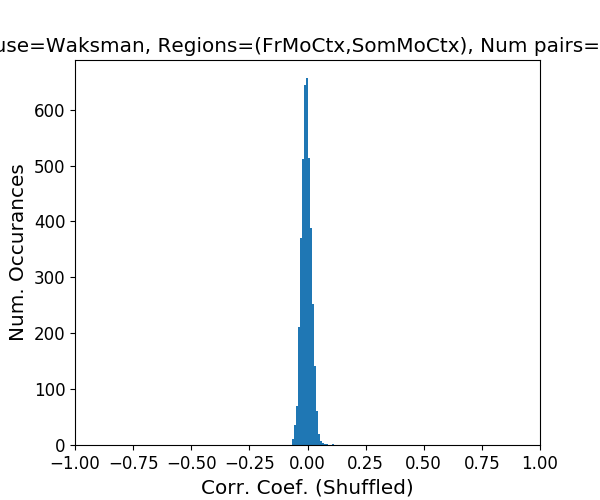 use=Waksman, Regions=(FrMoCtx,SomMoCtx), Num pairs=
600
500
400
300
200
100
0
Num. Occurances
−1.00 −0.75 −0.50 −0.25 0.00 0.25 0.50 0.75 1.00
Corr. Coef. (Shuffled)